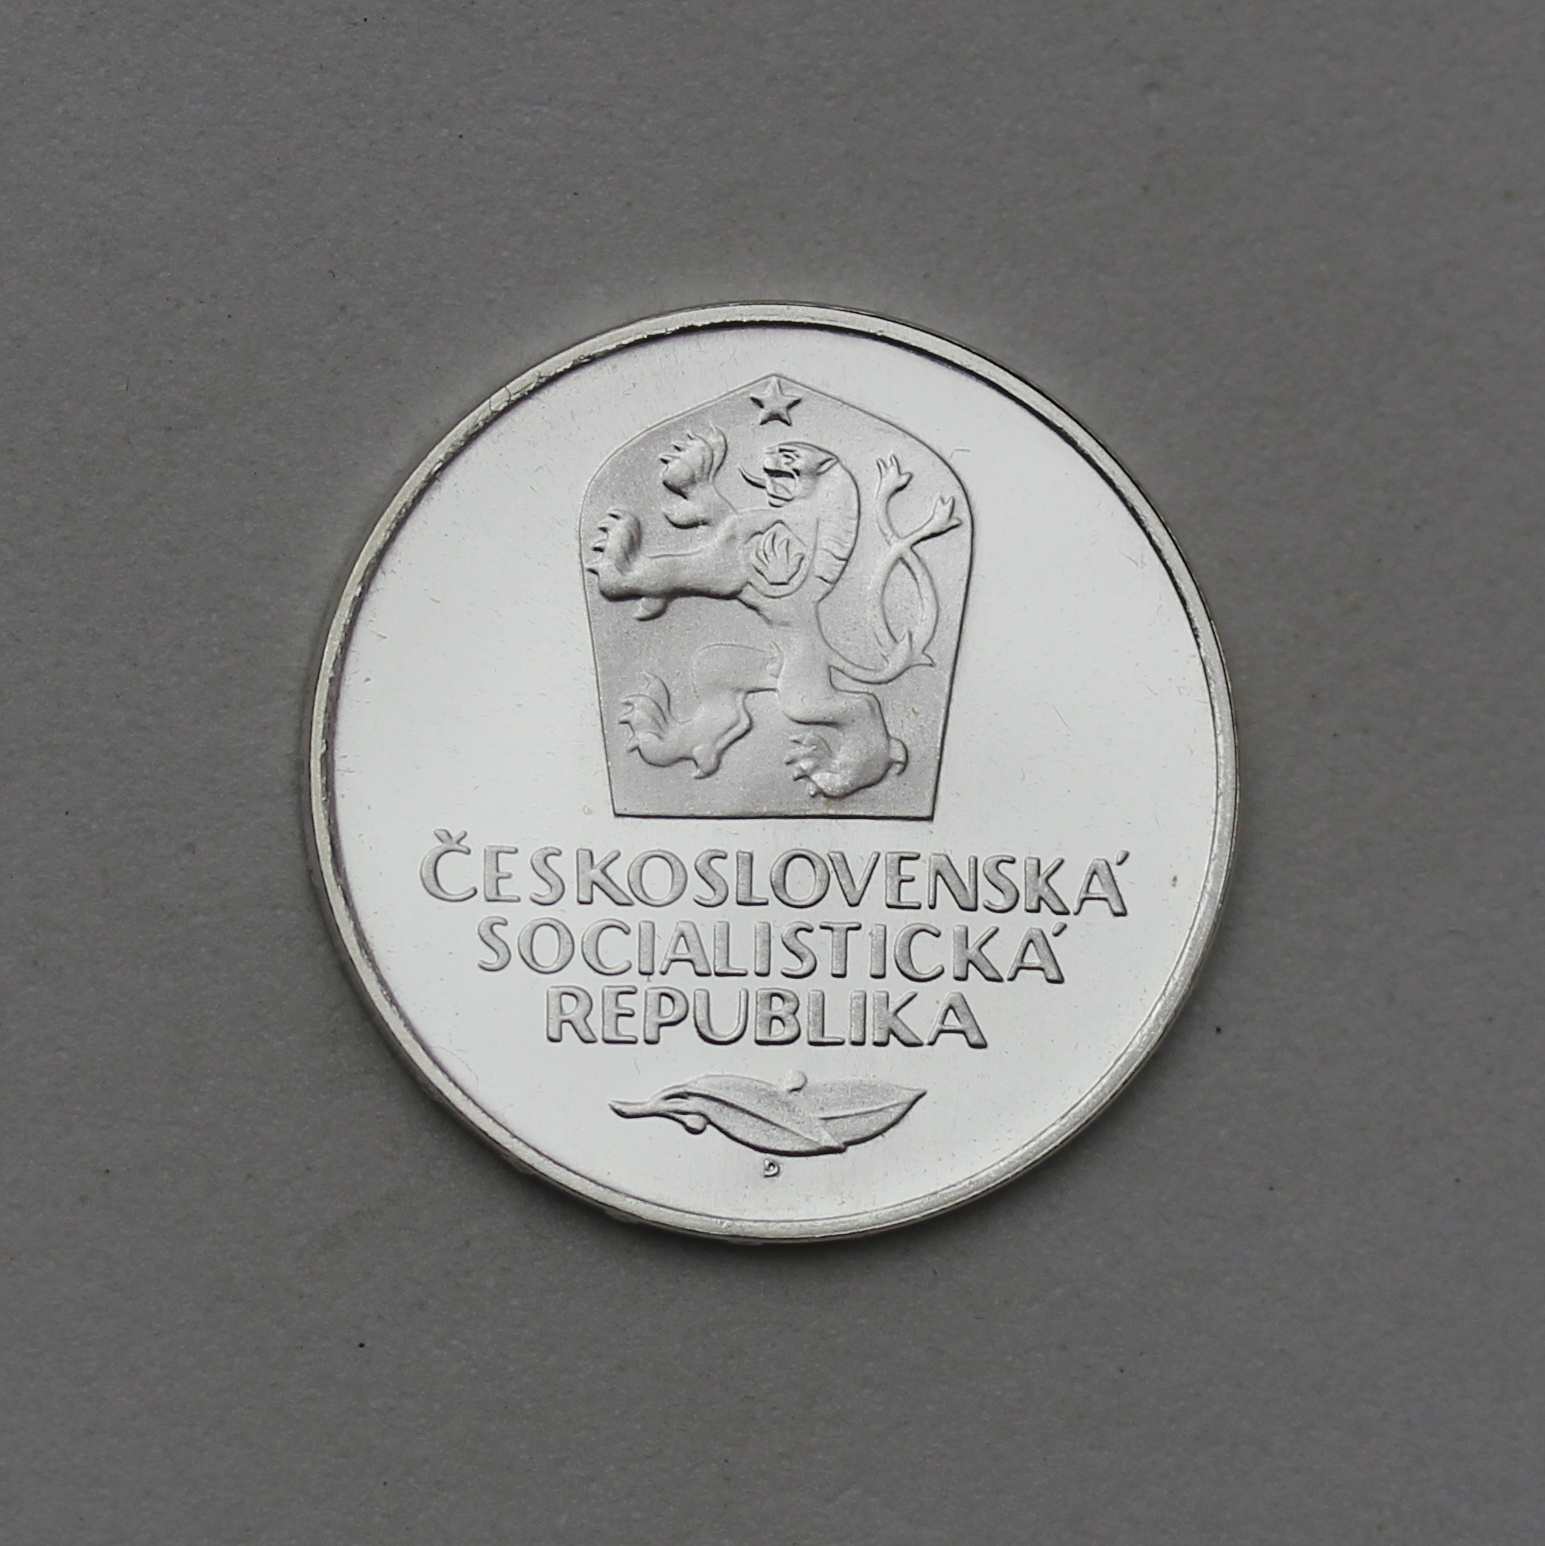 ČESKOSLOVENSKÁ
SOCIALISTICKÁ
REPUBLIKA
D